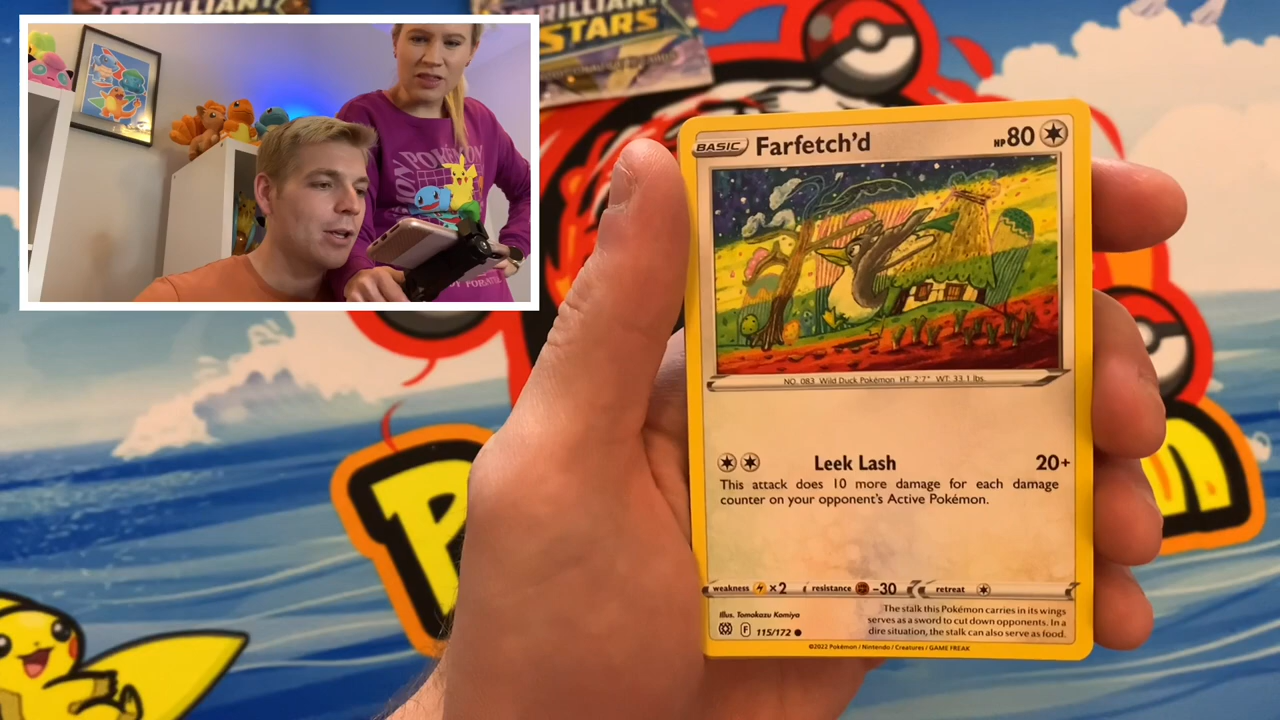 BRILLIANT
BRILLIANT
STARS
POKÉMON
BASIC
Farfetch'd
HP 80
NO. 083 Wild Duck Pokémon HT: 2'7" WT: 33.1 lbs.
Leek Lash
20+
This attack does 10 more damage for each damage
counter on your opponent's Active Pokémon.
weakness ×2 resistance −30 retreat
Illus. Tomokazu Komiya
F 115/172
The stalk this Pokémon carries in its wings
serves as a sword to cut down opponents. In a
dire situation, the stalk can also serve as food.
©2022 Pokémon / Nintendo / Creatures / GAME FREAK